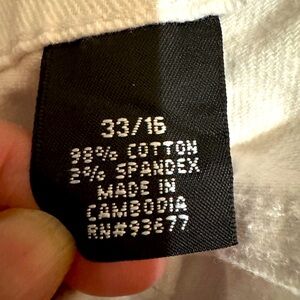 33/16
98% COTTON
2% SPANDEX
MADE IN
CAMBODIA
RN#93677